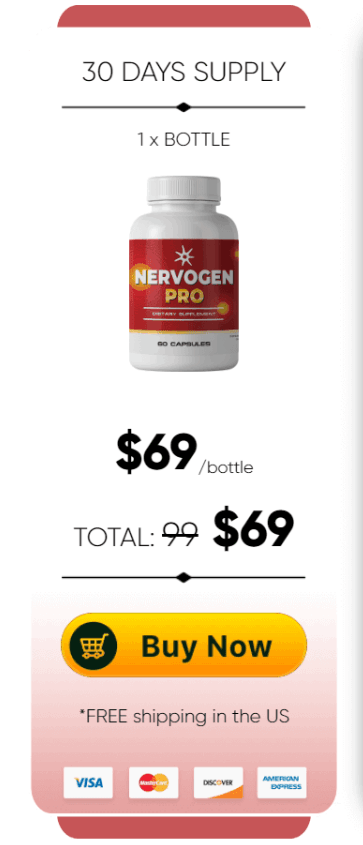 30 DAYS SUPPLY
1 x BOTTLE
NERVOGEN
PRO
DIETARY SUPPLEMENT
60 CAPSULES
$69/bottle
TOTAL: 99 $69
Buy Now
*FREE shipping in the US
VISA MasterCard DISCOVER AMERICAN EXPRESS